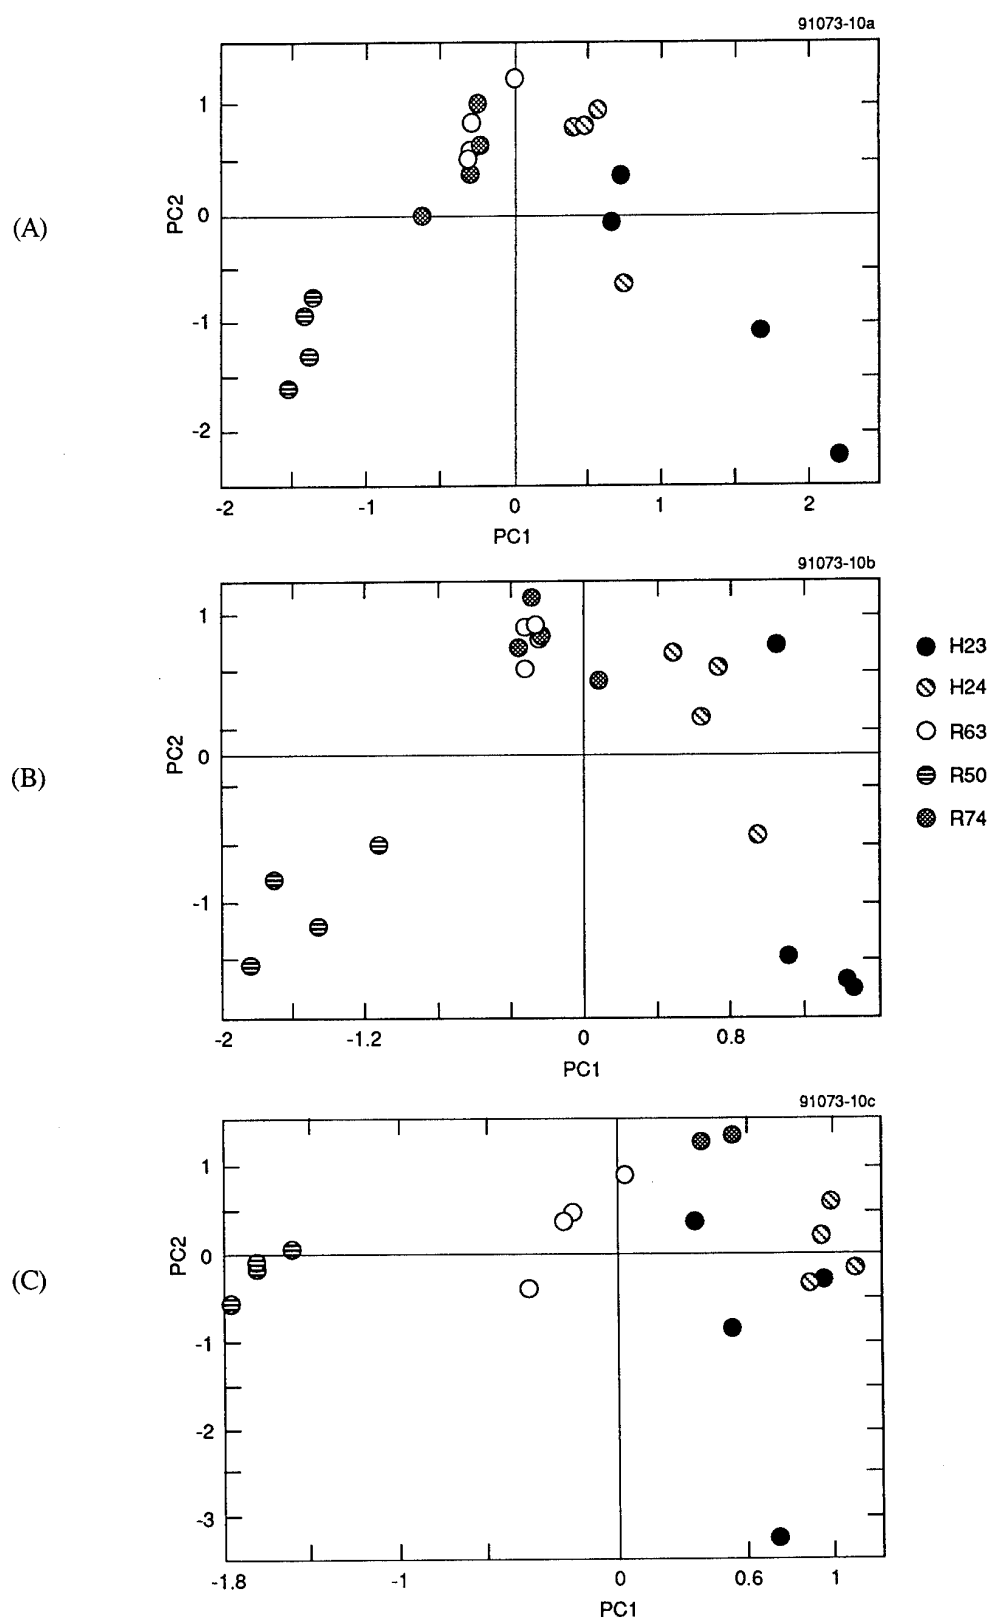 91073-10a
1
0
-1
-2
PC2
(A)
-2 -1 0 1 2
PC1
91073-10b
1
0
-1
PC2
(B)
-2 -1.2 0 0.8
PC1
H23
H24
R63
R50
R74
91073-10c
1
0
-1
-2
-3
PC2
(C)
-1.8 -1 0 0.6 1
PC1